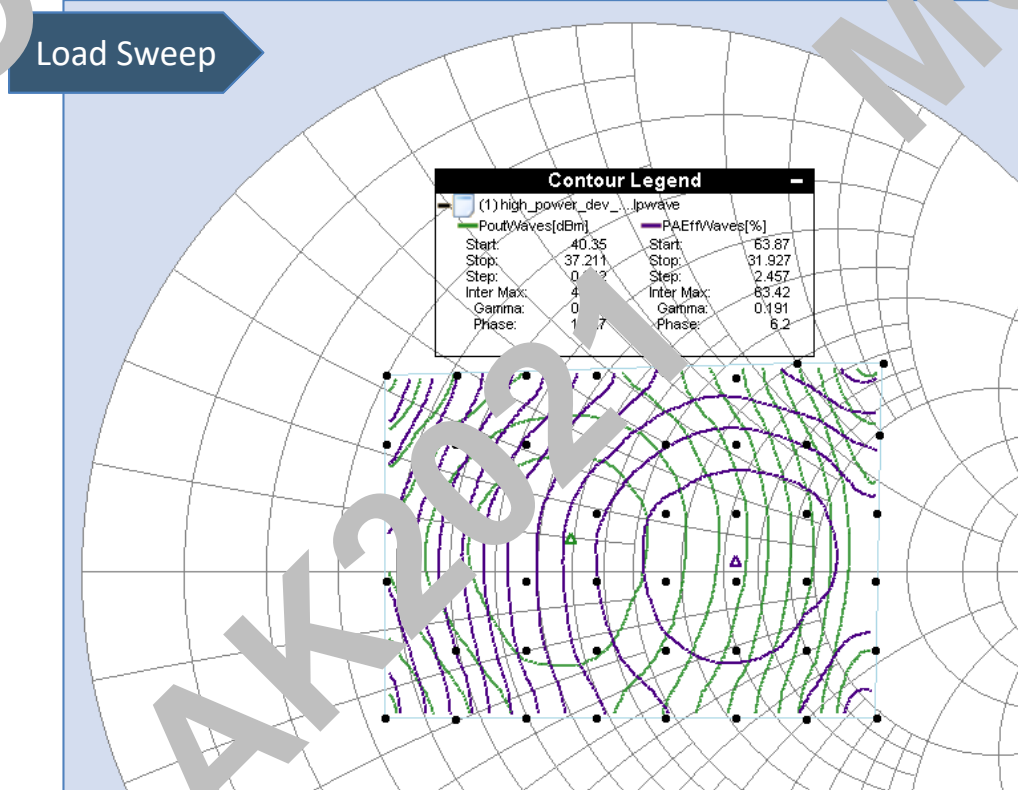 Load Sweep
Contour Legend
(1) high_power_dev_...lpwave
PoutWaves[dBm] PAEffWaves[%]
Start: 40.35 Start: 63.87
Stop: 37.211 Stop: 31.927
Step: Step: 2.457
Inter Max: Inter Max: 63.42
Gamma: Gamma: 0.191
Phase: Phase: 6.2
AK2021